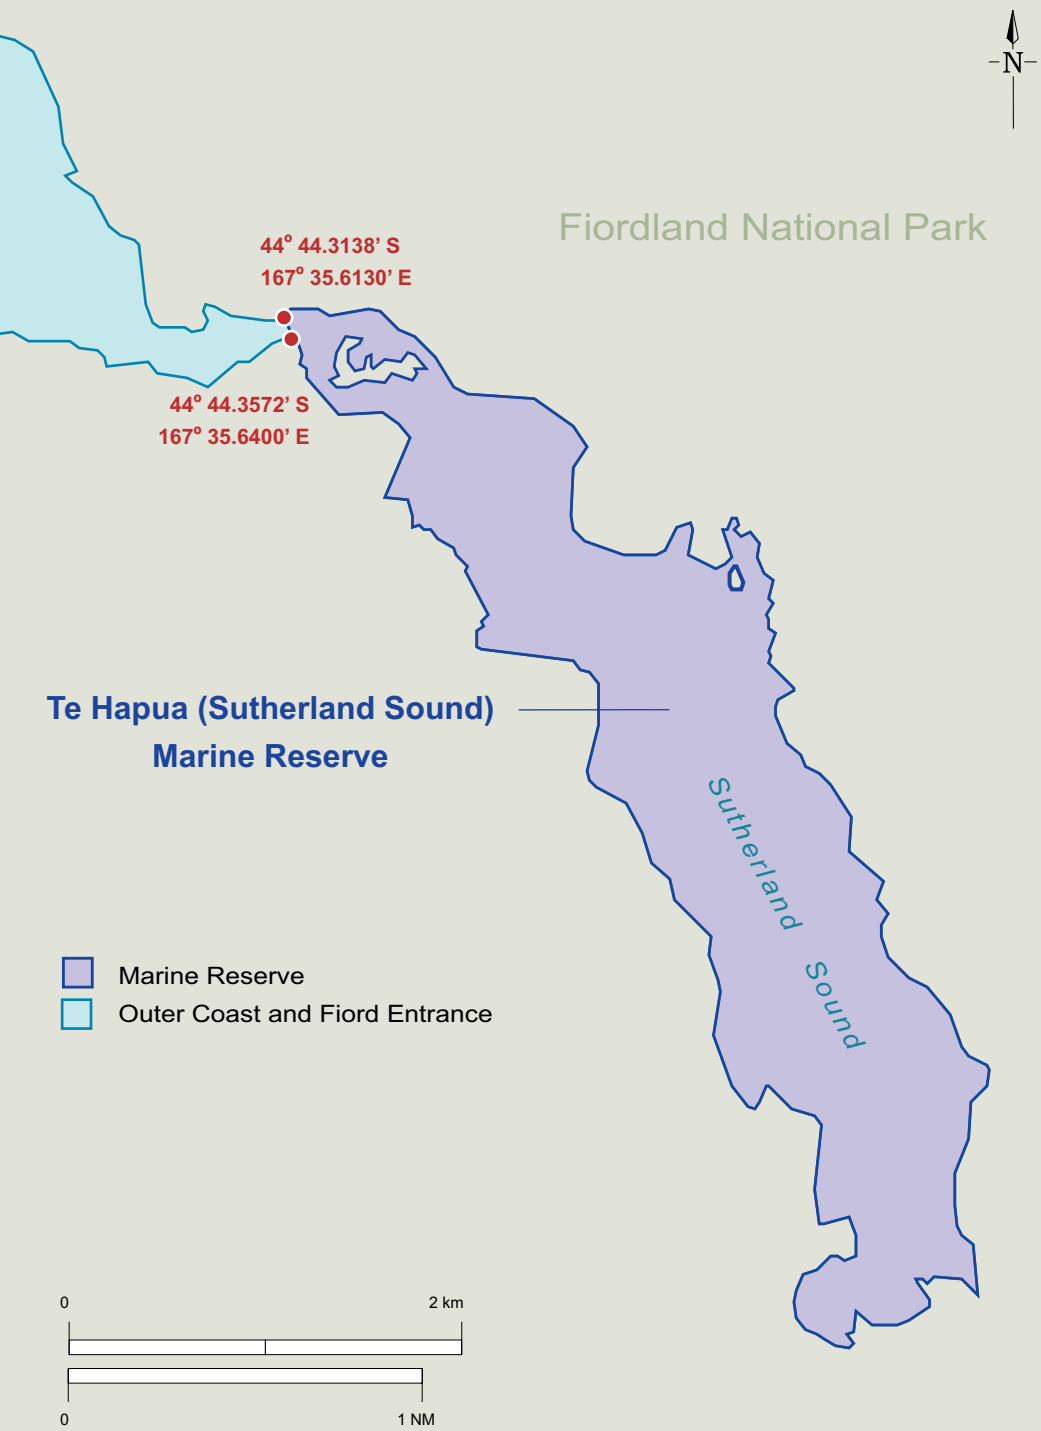 N
Fiordland National Park
44° 44.3138’ S
167° 35.6130’ E
44° 44.3572’ S
167° 35.6400’ E
Te Hapua (Sutherland Sound)
Marine Reserve
Sutherland Sound
Marine Reserve
Outer Coast and Fiord Entrance
0 2 km
0 1 NM